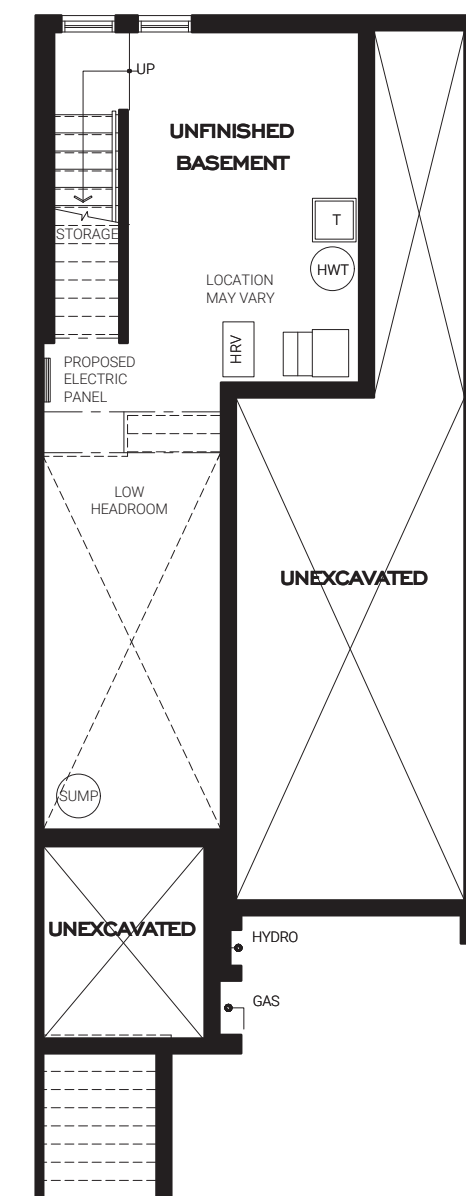 UP
UNFINISHED
BASEMENT
T
STORAGE
HWT
LOCATION
MAY VARY
HRV
PROPOSED
ELECTRIC
PANEL
LOW
HEADROOM
UNEXCAVATED
SUMP
UNEXCAVATED
HYDRO
GAS